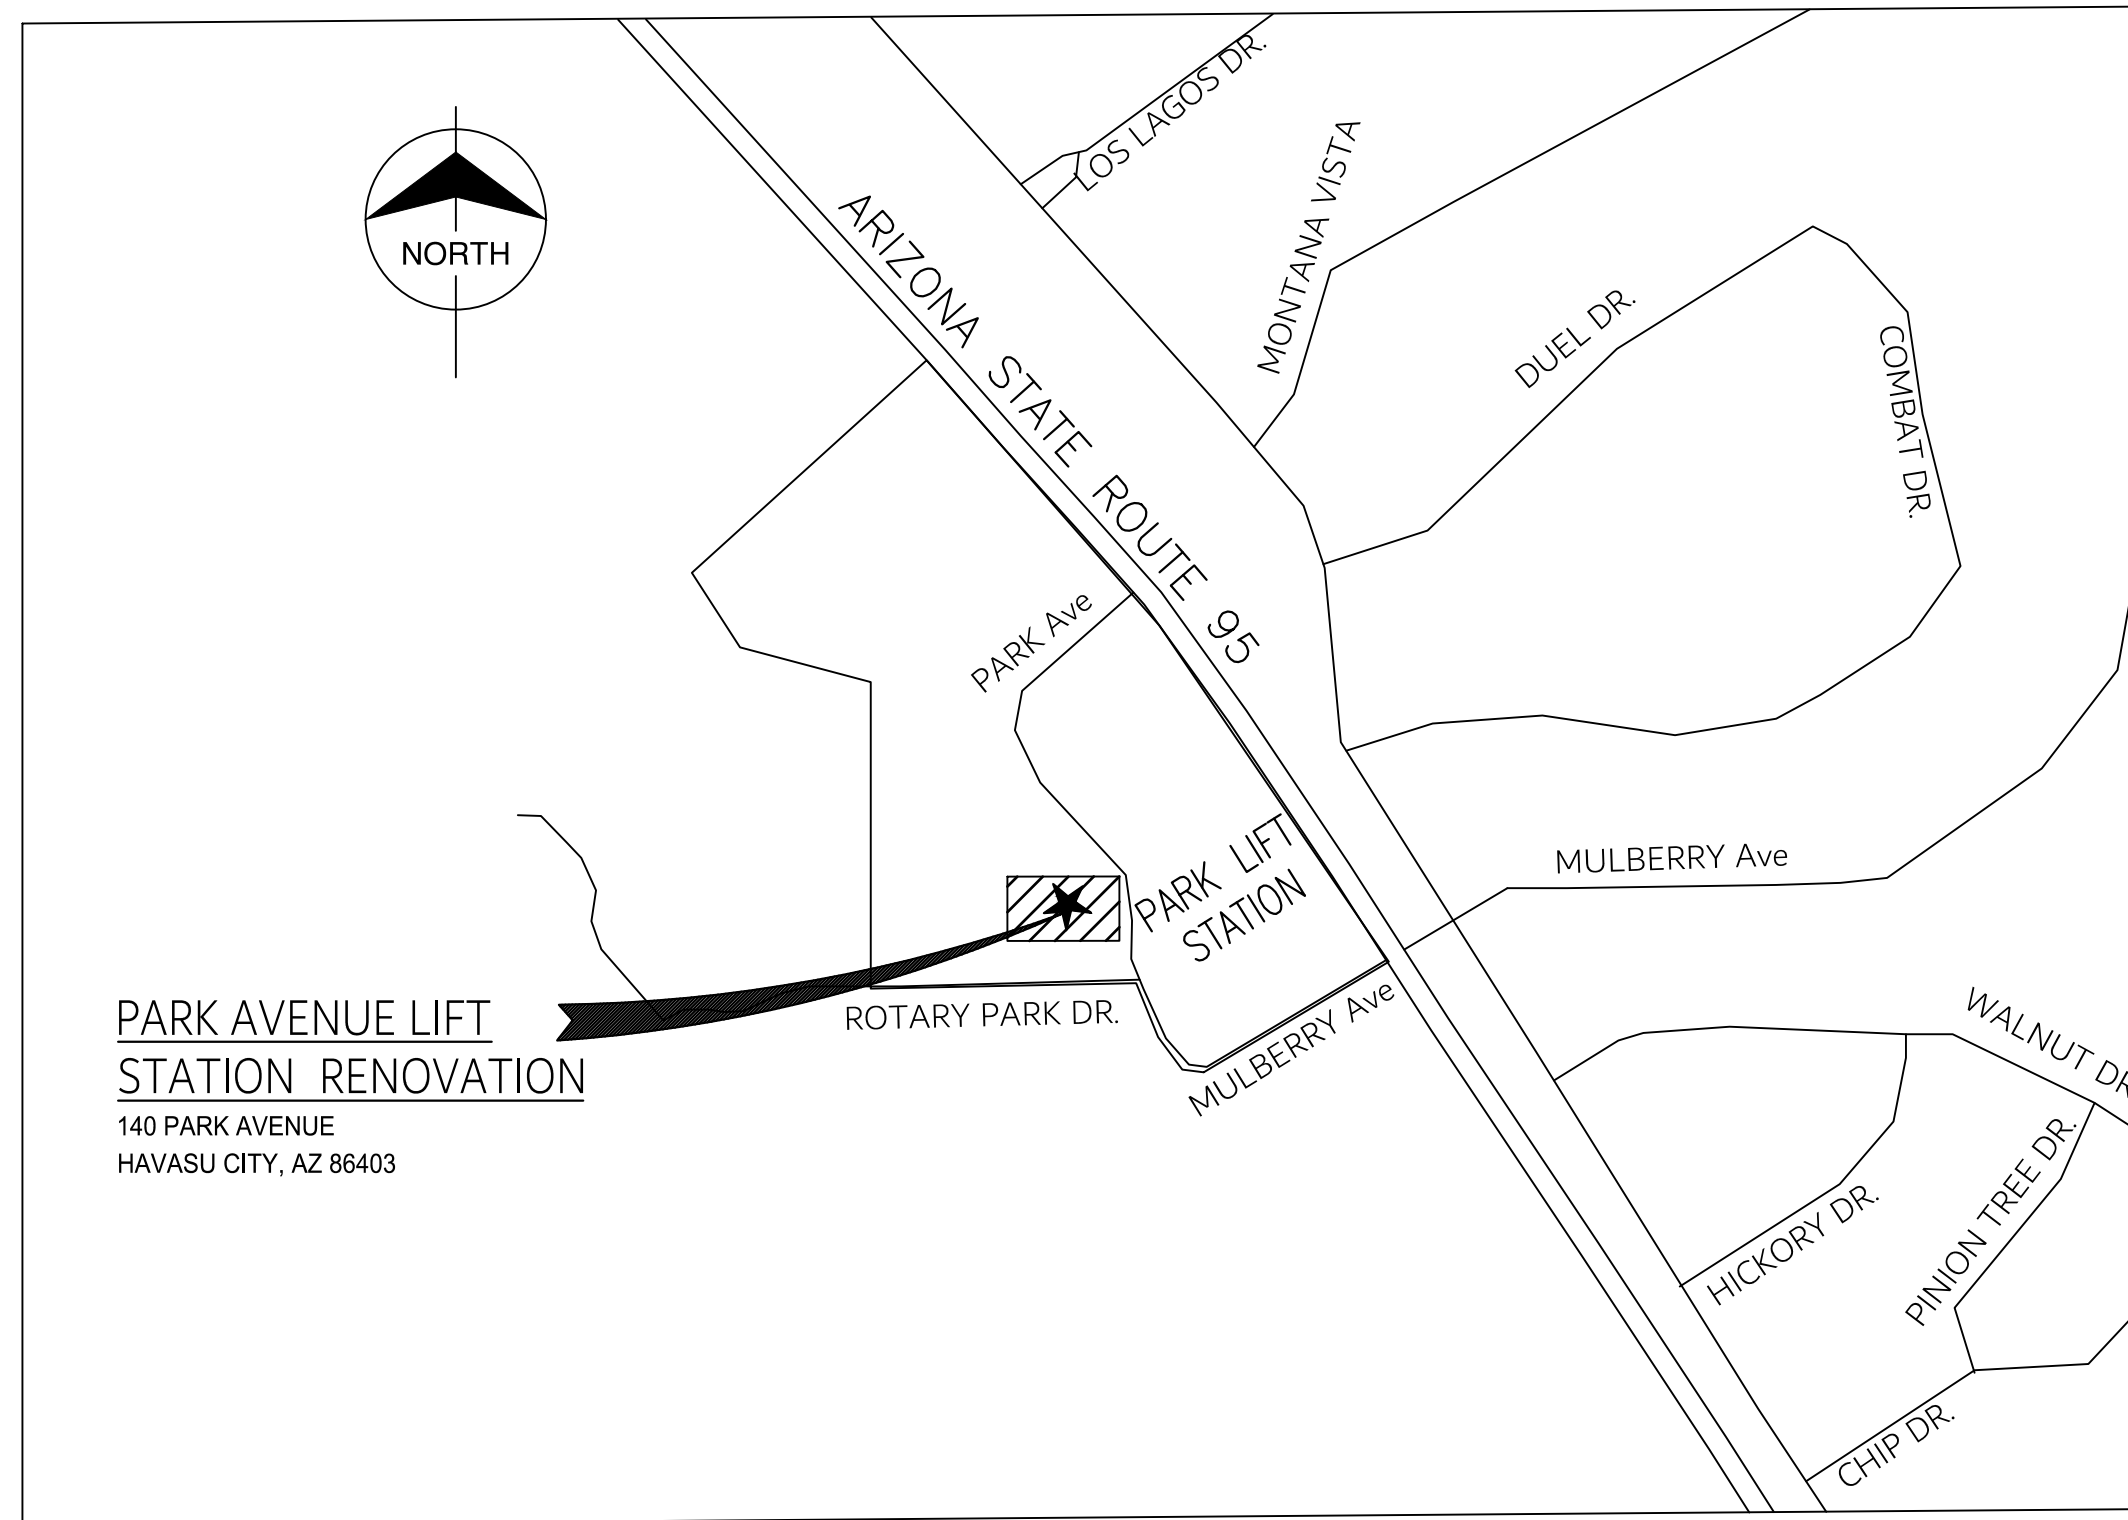 LOS LAGOS DR.
MONTANA VISTA
NORTH
ARIZONA STATE ROUTE 95
DUEL DR.
COMBAT DR.
PARK Ave
MULBERRY Ave
PARK LIFT
STATION
ROTARY PARK DR.
MULBERRY Ave
PARK AVENUE LIFT
STATION RENOVATION
140 PARK AVENUE
HAVASU CITY, AZ 86403
WALNUT DR
PINION TREE DR.
HICKORY DR.
CHIP DR.